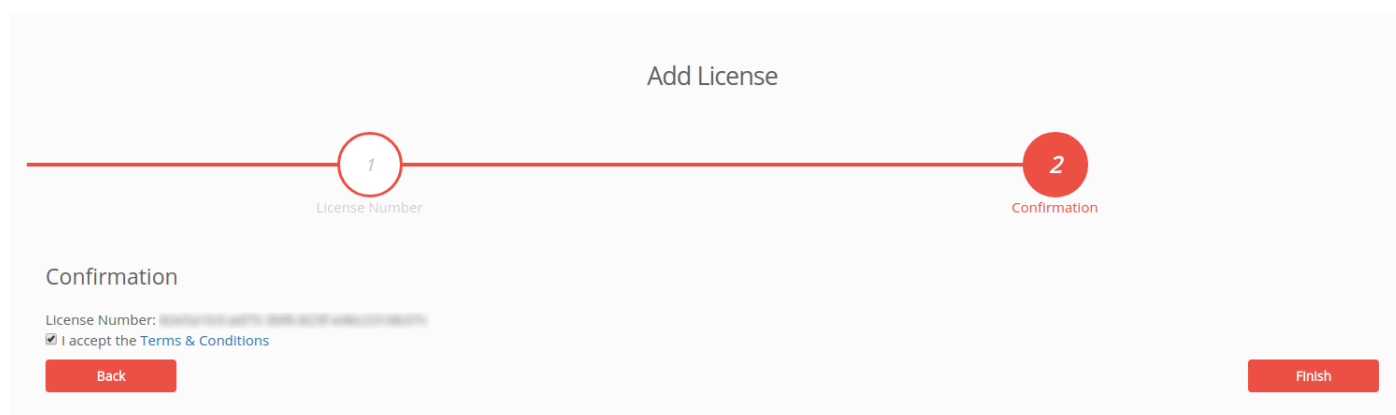 Add License
1
2
License Number
Confirmation
Confirmation
License Number:
I accept the Terms & Conditions
Back
Finish